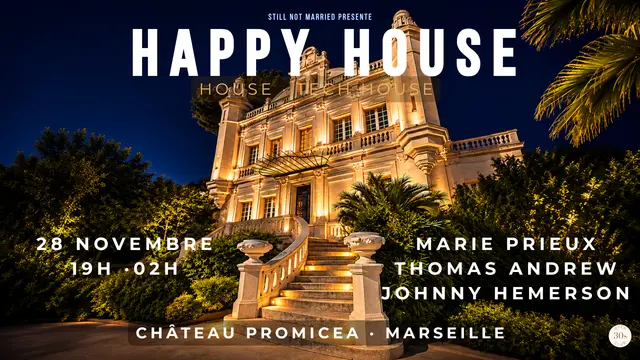 STILL NOT MARRIED PRESENTE
HAPPY HOUSE
HOUSE · TECH HOUSE
28 NOVEMBRE
19H ·02H
MARIE PRIEUX
THOMAS ANDREW
JOHNNY HEMERSON
CHÂTEAU PROMICEA · MARSEILLE
30s